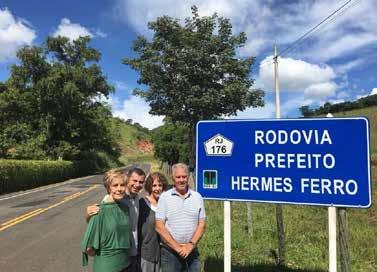 RJ
176
RODOVIA
PREFEITO
HERMES FERRO